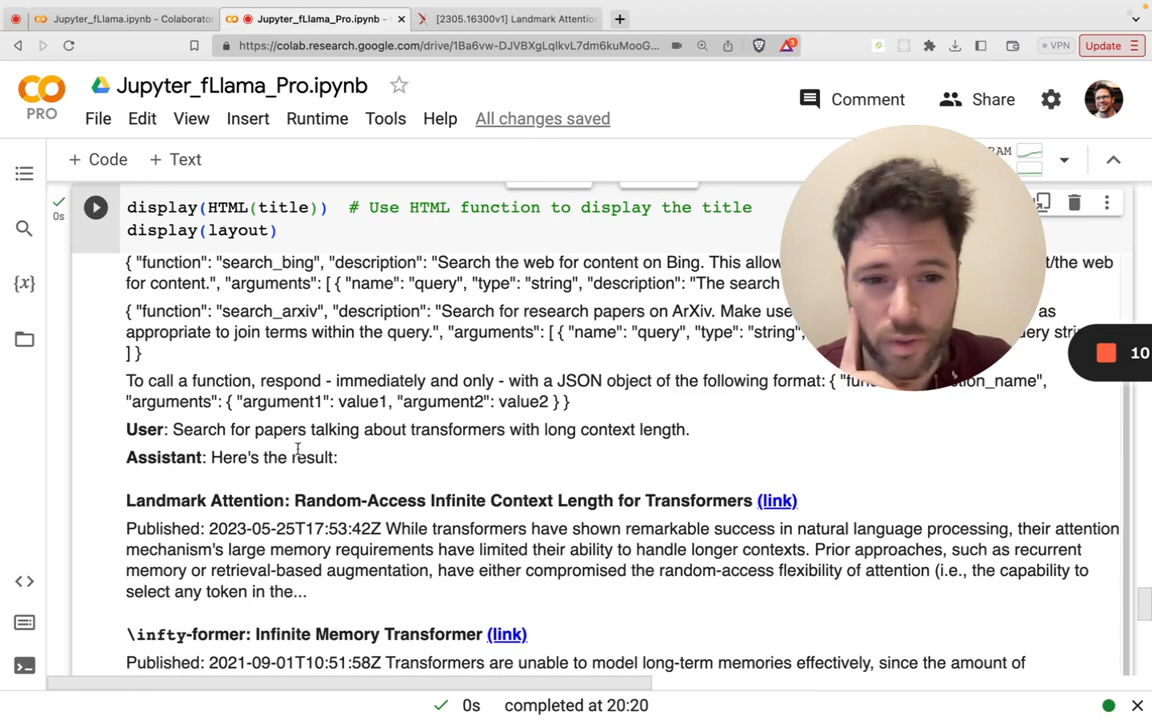 Jupyter_fLlama.ipynb - Colaborator
Jupyter_fLlama_Pro.ipynb -
[2305.16300v1] Landmark Attention
https://colab.research.google.com/drive/1Ba6vw-DJVBXgLqIkvL7dm6kuMooG...
VPN
Update
PRO
Jupyter_fLlama_Pro.ipynb
Comment
Share
File Edit View Insert Runtime Tools Help All changes saved
+ Code + Text
RAM
0s
display(HTML(title)) # Use HTML function to display the title
display(layout)
{ "function": "search_bing", "description": "Search the web for content on Bing. This allow t/the web
for content.", "arguments": [ { "name": "query", "type": "string", "description": "The search
{ "function": "search_arxiv", "description": "Search for research papers on ArXiv. Make use as
appropriate to join terms within the query.", "arguments": [ { "name": "query", "type": "string", ery strin
] }
To call a function, respond - immediately and only - with a JSON object of the following format: { "fun tion_name",
"arguments": { "argument1": value1, "argument2": value2 } }
User: Search for papers talking about transformers with long context length.
Assistant: Here's the result:
Landmark Attention: Random-Access Infinite Context Length for Transformers (link)
Published: 2023-05-25T17:53:42Z While transformers have shown remarkable success in natural language processing, their attention
mechanism's large memory requirements have limited their ability to handle longer contexts. Prior approaches, such as recurrent
memory or retrieval-based augmentation, have either compromised the random-access flexibility of attention (i.e., the capability to
select any token in the...
\infty-former: Infinite Memory Transformer (link)
Published: 2021-09-01T10:51:58Z Transformers are unable to model long-term memories effectively, since the amount of
10
0s completed at 20:20